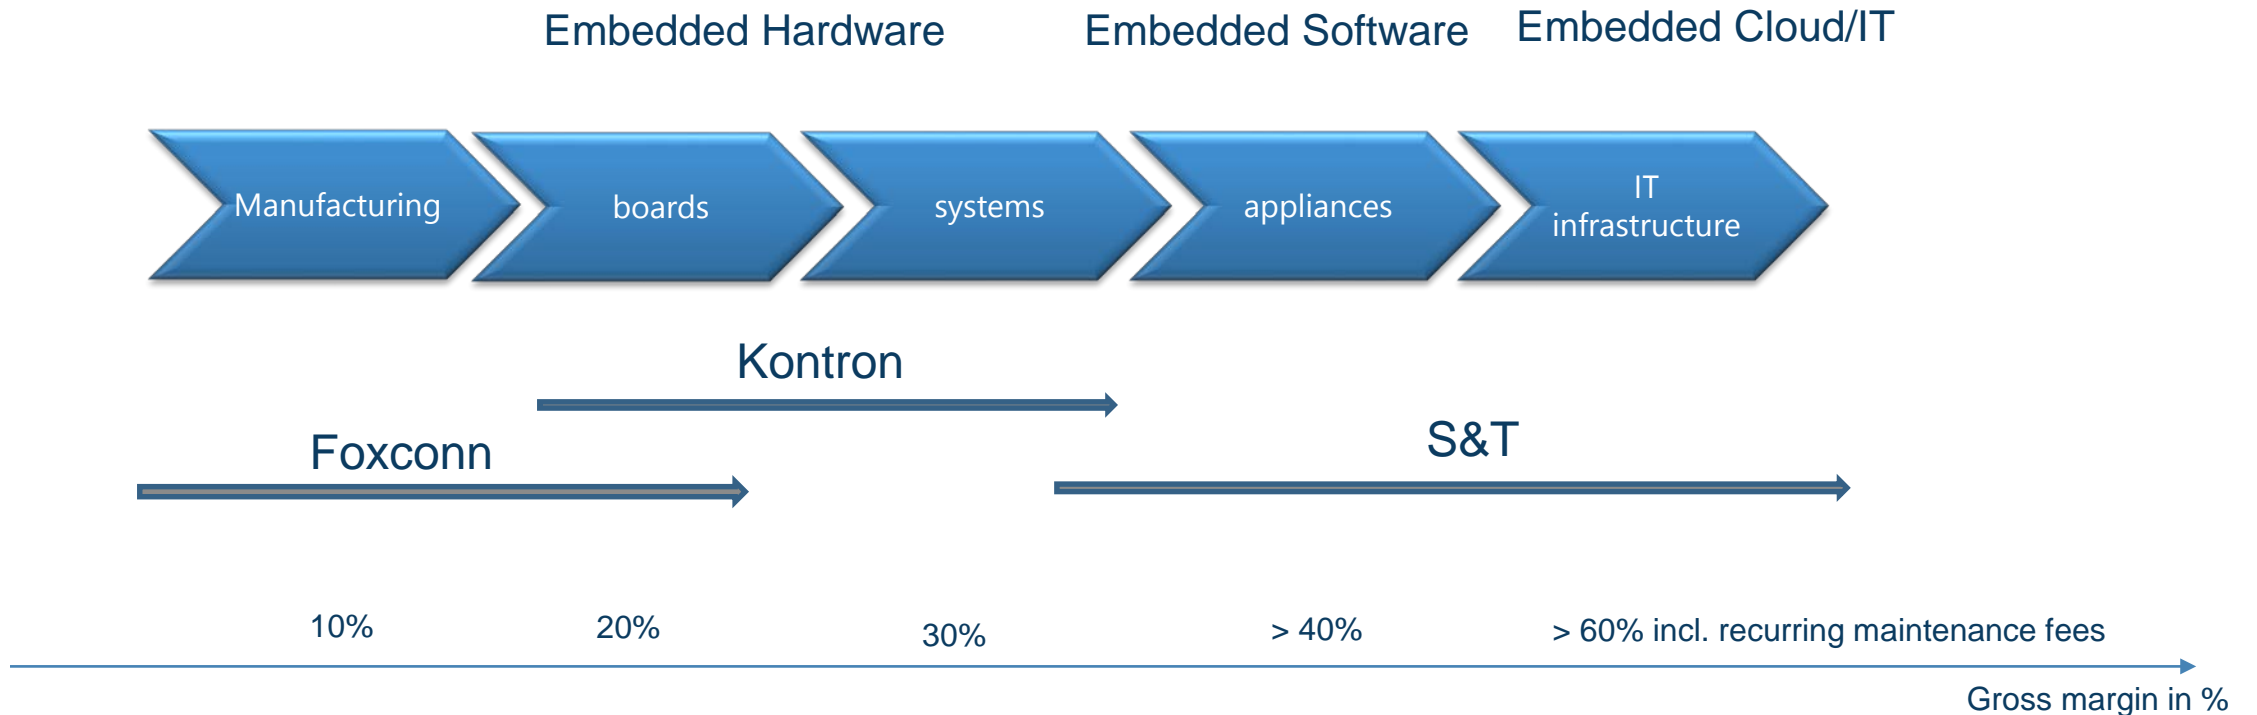 Embedded Hardware
Embedded Software
Embedded Cloud/IT
Manufacturing
boards
systems
appliances
IT
infrastructure
Kontron
Foxconn
S&T
10%
20%
30%
> 40%
> 60% incl. recurring maintenance fees
Gross margin in %